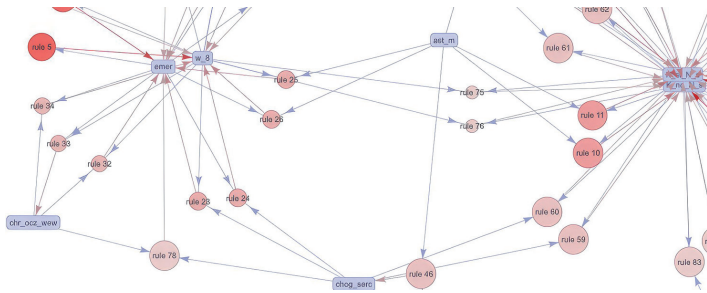 rule 62
rule 5
ast_m
rule 61
w_8
emer
rule 25
rule 75
rule 34
rule 26
rule 11
rule 76
rule 33
rule 32
rule 10
rule 23
rule 24
chr_ocz_wew
rule 60
rule 59
rule 78
rule 83
rule 46
chog_serc